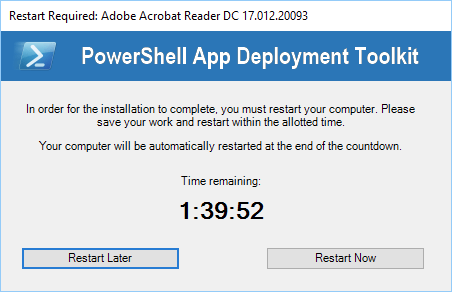 Restart Required: Adobe Acrobat Reader DC 17.012.20093
PowerShell App Deployment Toolkit
In order for the installation to complete, you must restart your computer. Please
save your work and restart within the allotted time.
Your computer will be automatically restarted at the end of the countdown.
Time remaining:
1:39:52
Restart Later
Restart Now